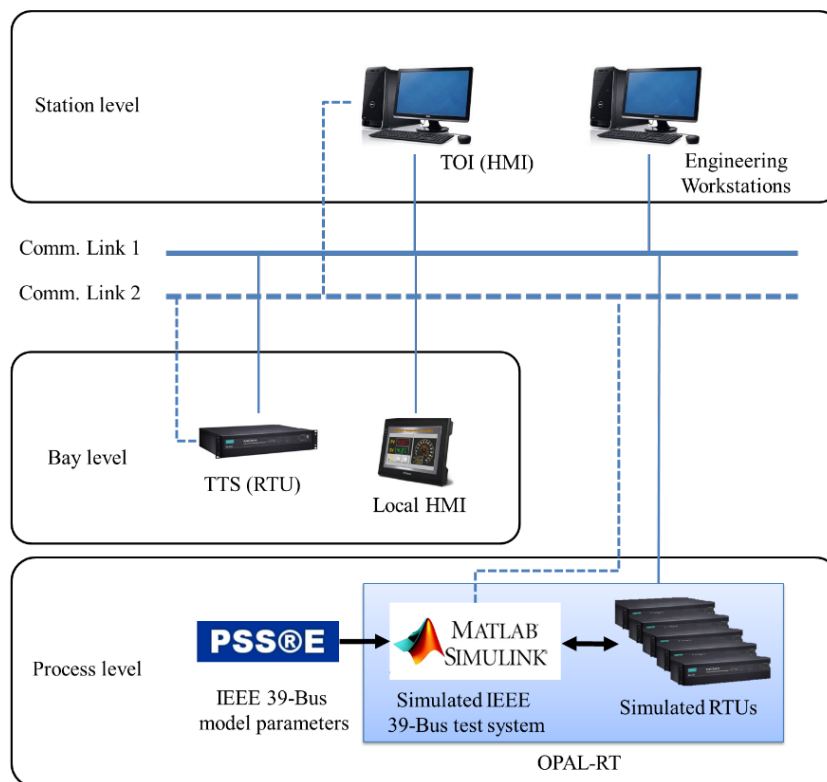 Station level
TOI (HMI)
Engineering
Workstations
Comm. Link 1
Comm. Link 2
Bay level
TTS (RTU)
Local HMI
Process level
PSS®E
MATLAB
SIMULINK
IEEE 39-Bus
model parameters
Simulated IEEE
39-Bus test system
Simulated RTUs
OPAL-RT